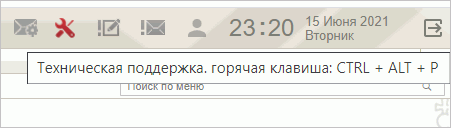 23:20
15 Июня 2021
Вторник
Техническая поддержка. горячая клавиша: CTRL + ALT + P
Поиск по меню